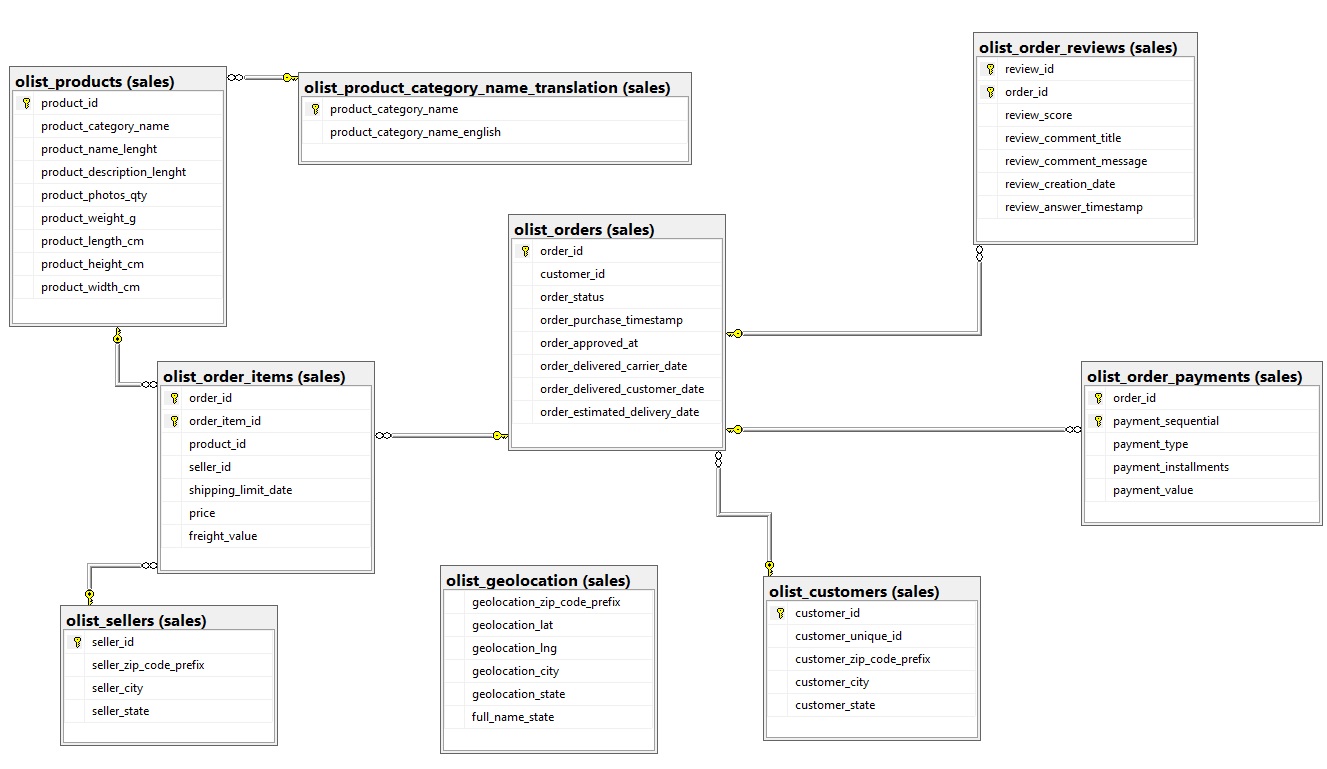 olist_products (sales)
product_id
product_category_name
product_name_lenght
product_description_lenght
product_photos_qty
product_weight_g
product_length_cm
product_height_cm
product_width_cm
olist_product_category_name_translation (sales)
product_category_name
product_category_name_english
olist_order_reviews (sales)
review_id
order_id
review_score
review_comment_title
review_comment_message
review_creation_date
review_answer_timestamp
olist_orders (sales)
order_id
customer_id
order_status
order_purchase_timestamp
order_approved_at
order_delivered_carrier_date
order_delivered_customer_date
order_estimated_delivery_date
olist_order_items (sales)
order_id
order_item_id
product_id
seller_id
shipping_limit_date
price
freight_value
olist_order_payments (sales)
order_id
payment_sequential
payment_type
payment_installments
payment_value
olist_sellers (sales)
seller_id
seller_zip_code_prefix
seller_city
seller_state
olist_geolocation (sales)
geolocation_zip_code_prefix
geolocation_lat
geolocation_lng
geolocation_city
geolocation_state
full_name_state
olist_customers (sales)
customer_id
customer_unique_id
customer_zip_code_prefix
customer_city
customer_state